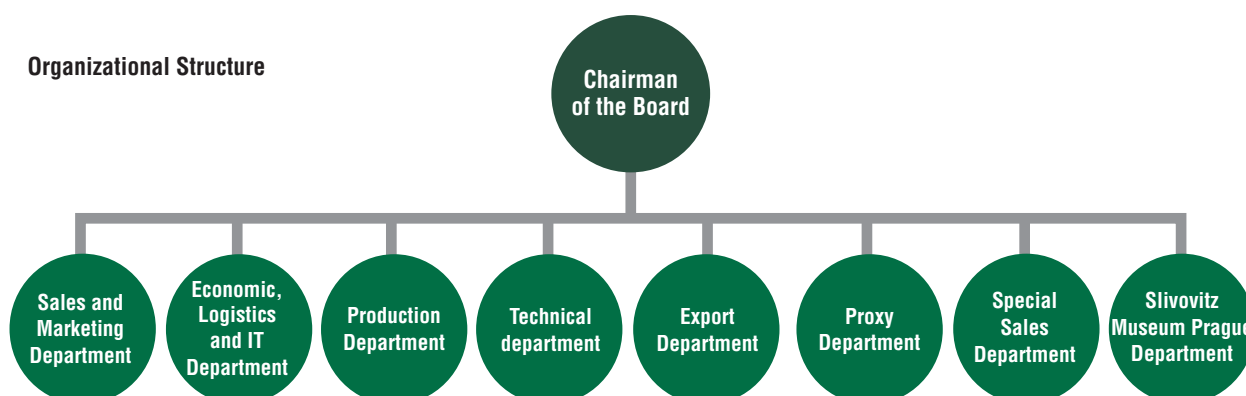 Organizational Structure
Chairman
of the Board
Sales and
Marketing
Department
Economic,
Logistics
and IT
Department
Production
Department
Technical
department
Export
Department
Proxy
Department
Special
Sales
Department
Slivovitz
Museum Prague
Department